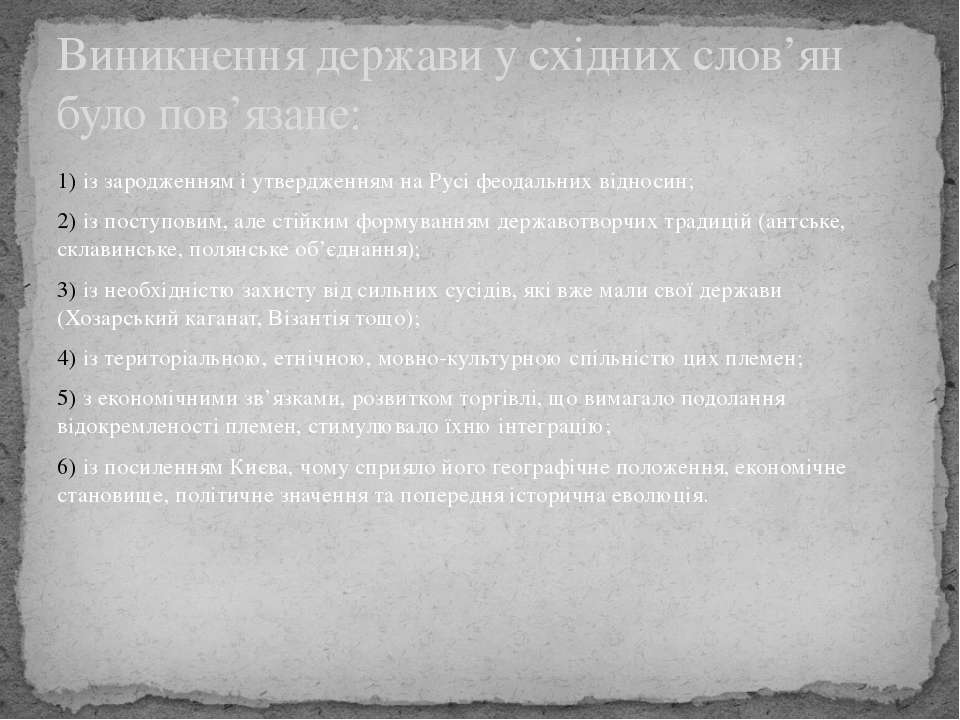 Виникнення держави у східних слов’ян
було пов’язане:
1) із зародженням і утвердженням на Русі феодальних відносин;
2) із поступовим, але стійким формуванням державотворчих традицій (антське,
склавинське, полянське об’єднання);
3) із необхідністю захисту від сильних сусідів, які вже мали свої держави
(Хозарський каганат, Візантія тощо);
4) із територіальною, етнічною, мовно-культурною спільністю цих племен;
5) з економічними зв’язками, розвитком торгівлі, що вимагало подолання
відокремленості племен, стимулювало їхню інтеграцію;
6) із посиленням Києва, чому сприяло його географічне положення, економічне
становище, політичне значення та попередня історична еволюція.